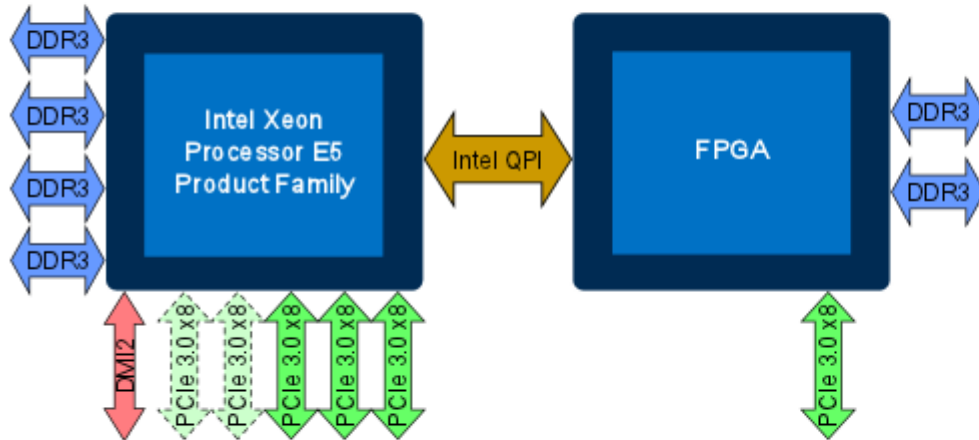 DDR3
DDR3
DDR3
DDR3
Intel Xeon
Processor E5
Product Family
Intel QPI
FPGA
DDR3
DDR3
DMI2
PCIe 3.0 x8
PCIe 3.0 x8
PCIe 3.0 x8
PCIe 3.0 x8
PCIe 3.0 x8
PCIe 3.0 x8